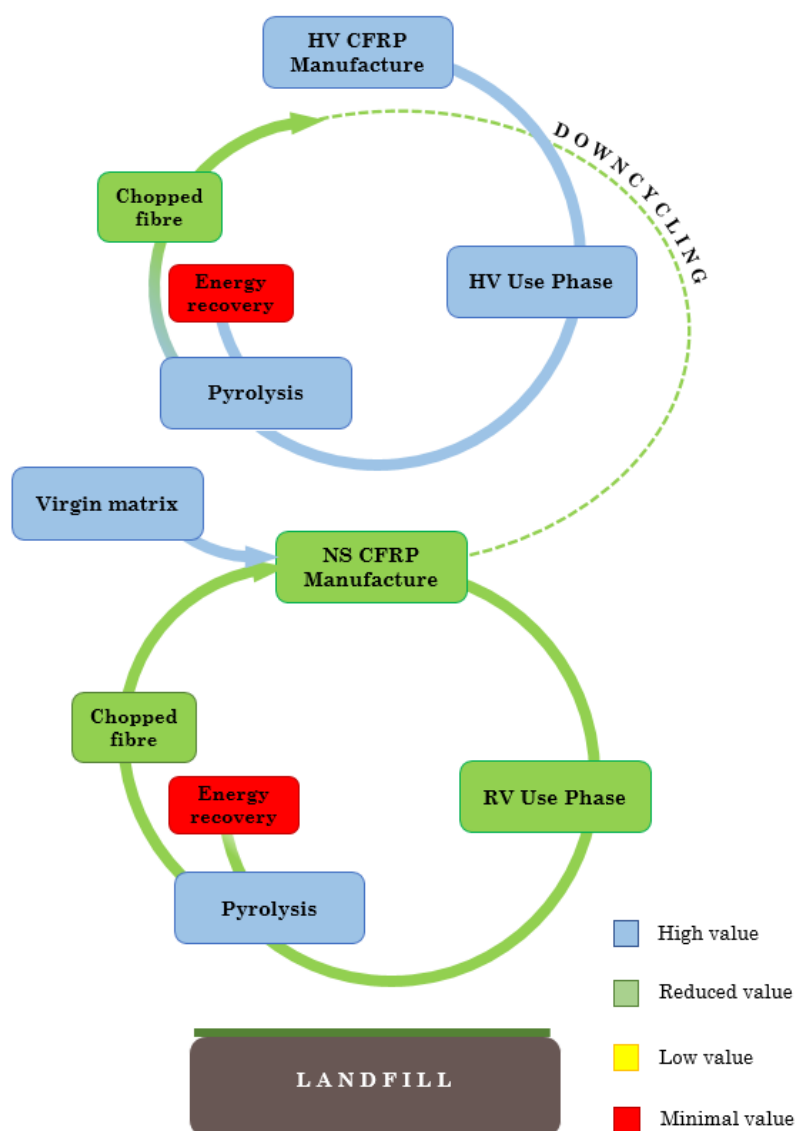 HV CFRP
Manufacture
DOWNCYCLING
Chopped
fibre
Energy
recovery
HV Use Phase
Pyrolysis
Virgin matrix
NS CFRP
Manufacture
Chopped
fibre
Energy
recovery
RV Use Phase
Pyrolysis
High value
Reduced value
Low value
LANDFILL
Minimal value